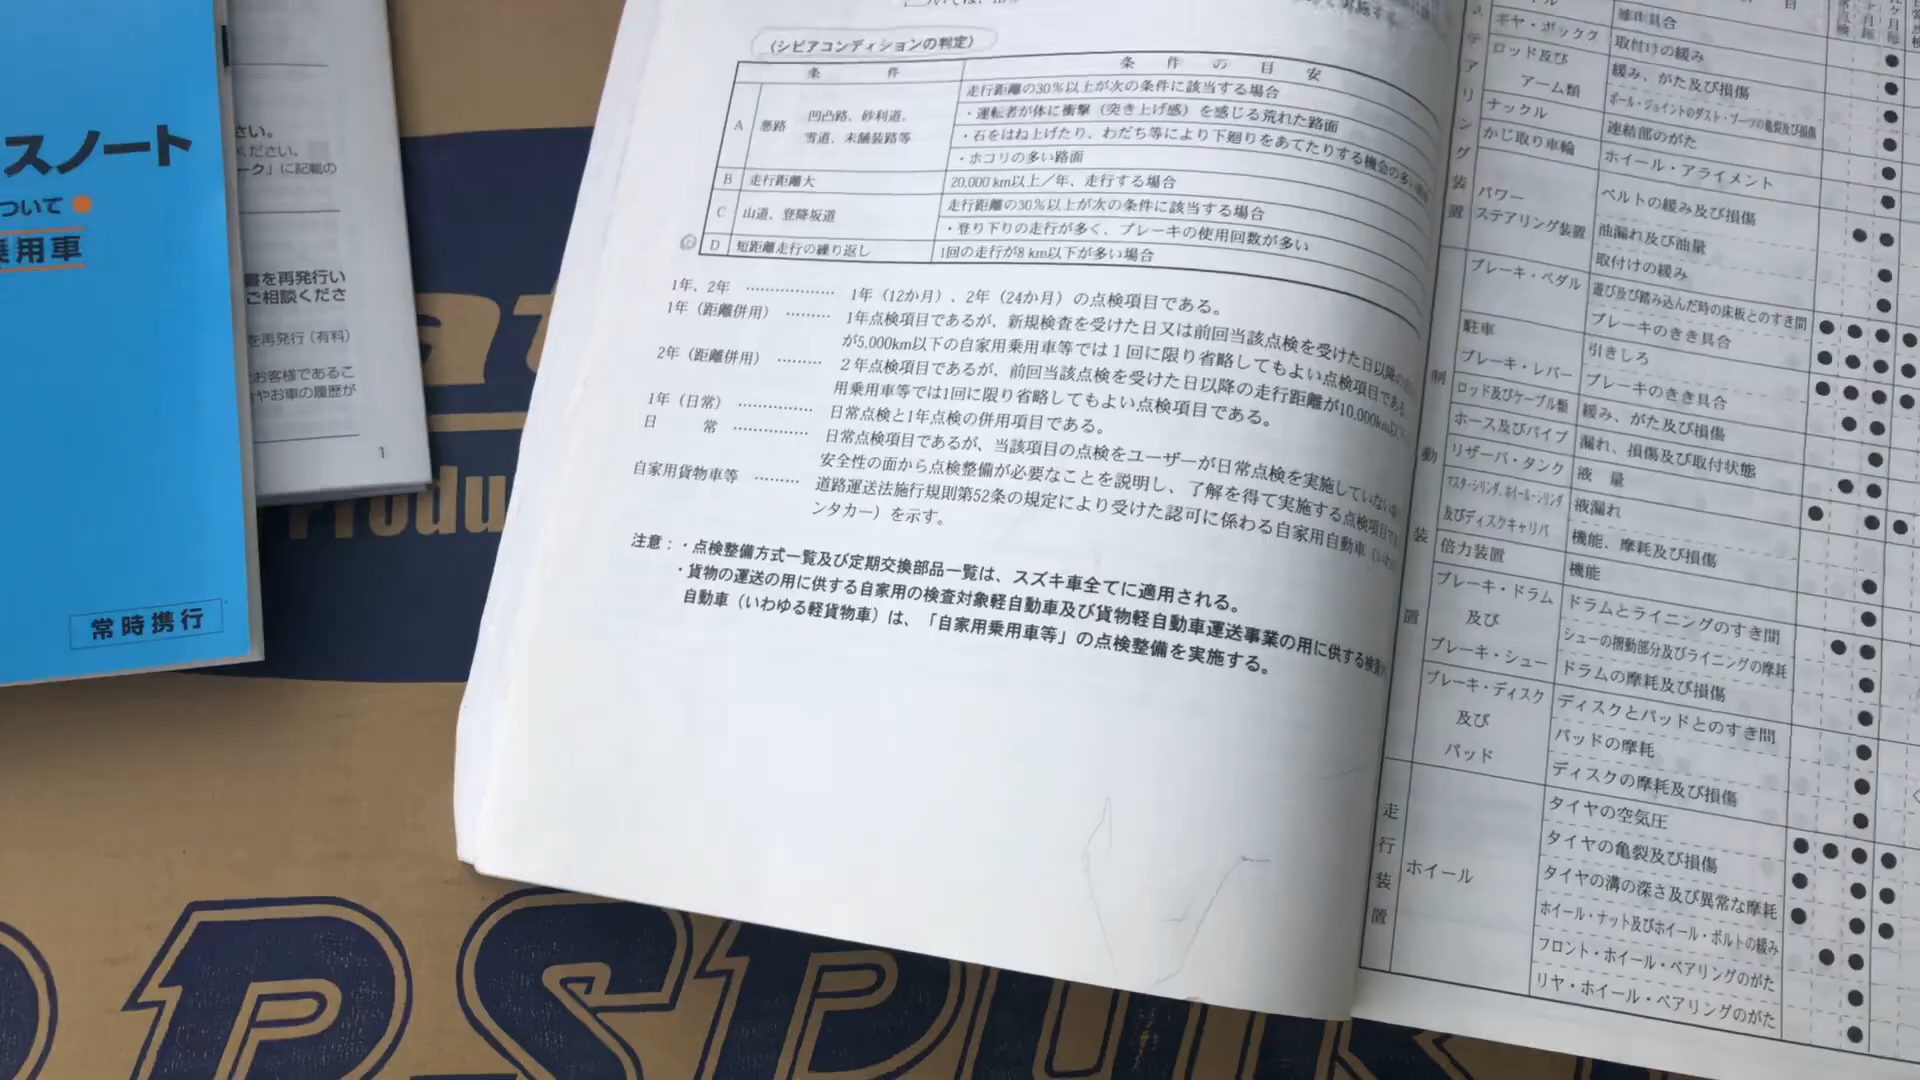 スノート
ついて
乗用車
常時携行
さい。
ください。
ーク」に記載の
書を再発行い
ご相談くださ
を再発行（有料）
お客様であるこ
やお車の履歴が
1
Produ
（シビアコンディションの判定）
条 件
条 件 の 目 安
A
悪路
凹凸路、砂利道、
雪道、未舗装路等
走行距離の30％以上が次の条件に該当する場合
・運転者が体に衝撃（突き上げ感）を感じる荒れた路面
・石をはね上げたり、わだち等により下廻りをあてたりする機会の多い
・ホコリの多い路面
B 走行距離大
20,000 km以上／年、走行する場合
C 山道、登降坂道
走行距離の30％以上が次の条件に該当する場合
・登り下りの走行が多く、ブレーキの使用回数が多い
D 短距離走行の繰り返し
1回の走行が8 km以下が多い場合
1年、2年 ……………… 1年（12か月）、2年（24か月）の点検項目である。
1年（距離併用） ……… 1年点検項目であるが、新規検査を受けた日又は前回当該点検を受けた日以降の
が5,000km以下の自家用乗用車等では１回に限り省略してもよい点検項目である。
2年（距離併用） ……… ２年点検項目であるが、前回当該点検を受けた日以降の走行距離が10,000km以
用乗用車等では1回に限り省略してもよい点検項目である。
1年（日常） …………… 日常点検と1年点検の併用項目である。
日 常 …………… 日常点検項目であるが、当該項目の点検をユーザーが日常点検を実施していない
安全性の面から点検整備が必要なことを説明し、了解を得て実施する点検項目
自家用貨物車等 ……… 道路運送法施行規則第52条の規定により受けた認可に係わる自家用自動車（いわ
ンタカー）を示す。
注意：・点検整備方式一覧及び定期交換部品一覧は、スズキ車全てに適用される。
・貨物の運送の用に供する自家用の検査対象軽自動車及び貨物軽自動車運送事業の用に供する検査
自動車（いわゆる軽貨物車）は、「自家用乗用車等」の点検整備を実施する。
ギヤ・ボックス
取付けの緩み
ロッド及び
アーム類
緩み、がた及び損傷
ボール・ジョイントのダスト・ブーツの亀裂及び損傷
ナックル
連結部のがた
かじ取り車輪
ホイール・アライメント
パワー
ステアリング装置
ベルトの緩み及び損傷
油漏れ及び油量
取付けの緩み
制動装置
ブレーキ・ペダル
遊び及び踏み込んだ時の床板とのすき間
ブレーキのきき具合
駐車
ブレーキ・レバー
引きしろ
ブレーキのきき具合
ロッド及びケーブル類
緩み、がた及び損傷
ホース及びパイプ
漏れ、損傷及び取付状態
リザーバ・タンク
液 量
マスタ・シリンダ、ホイール・シリンダ
及びディスクキャリパ
液漏れ
機能、摩耗及び損傷
倍力装置
機能
ブレーキ・ドラム
及び
ブレーキ・シュー
ドラムとライニングのすき間
シューの摺動部分及びライニングの摩耗
ドラムの摩耗及び損傷
ブレーキ・ディスク
及び
パッド
ディスクとパッドとのすき間
パッドの摩耗
ディスクの摩耗及び損傷
走行装置
ホイール
タイヤの空気圧
タイヤの亀裂及び損傷
タイヤの溝の深さ及び異常な摩耗
ホイール・ナット及びホイール・ボルトの緩み
フロント・ホイール・ベアリングのがた
リヤ・ホイール・ベアリングのがた